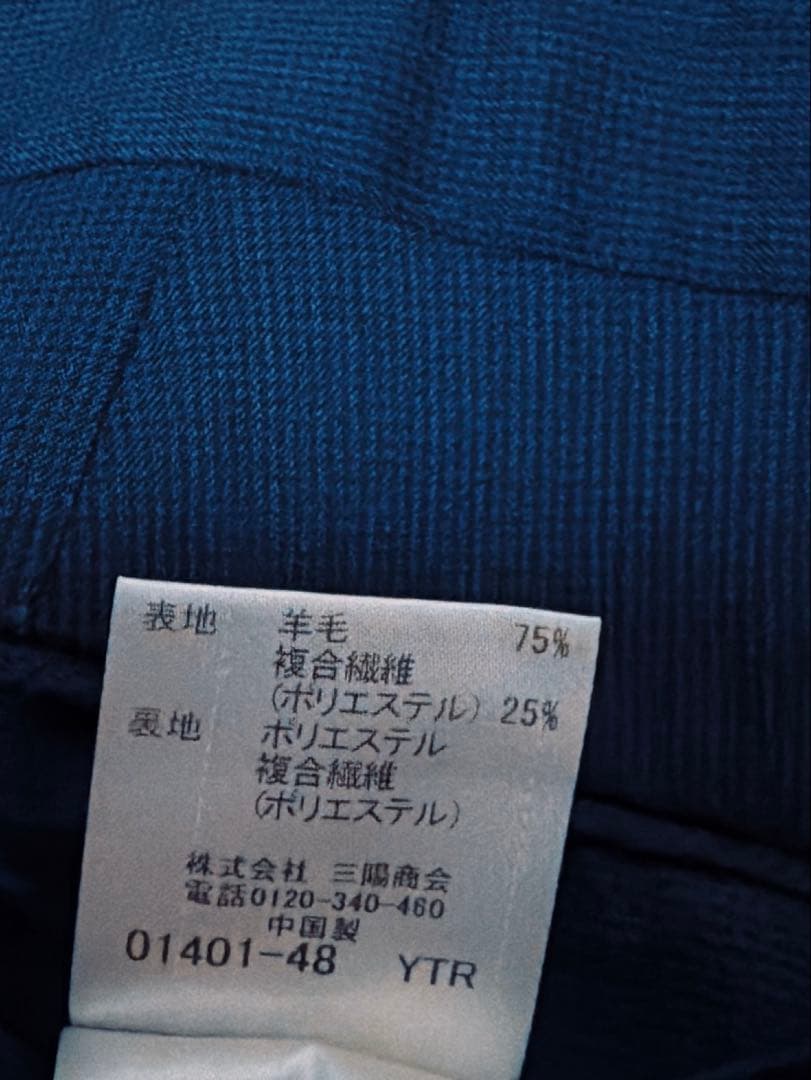 表地 羊毛 75%
複合繊維
(ポリエステル) 25%
裏地 ポリエステル
複合繊維
(ポリエステル)
株式会社 三陽商会
電話0120-340-460
中国製
01401-48 YTR